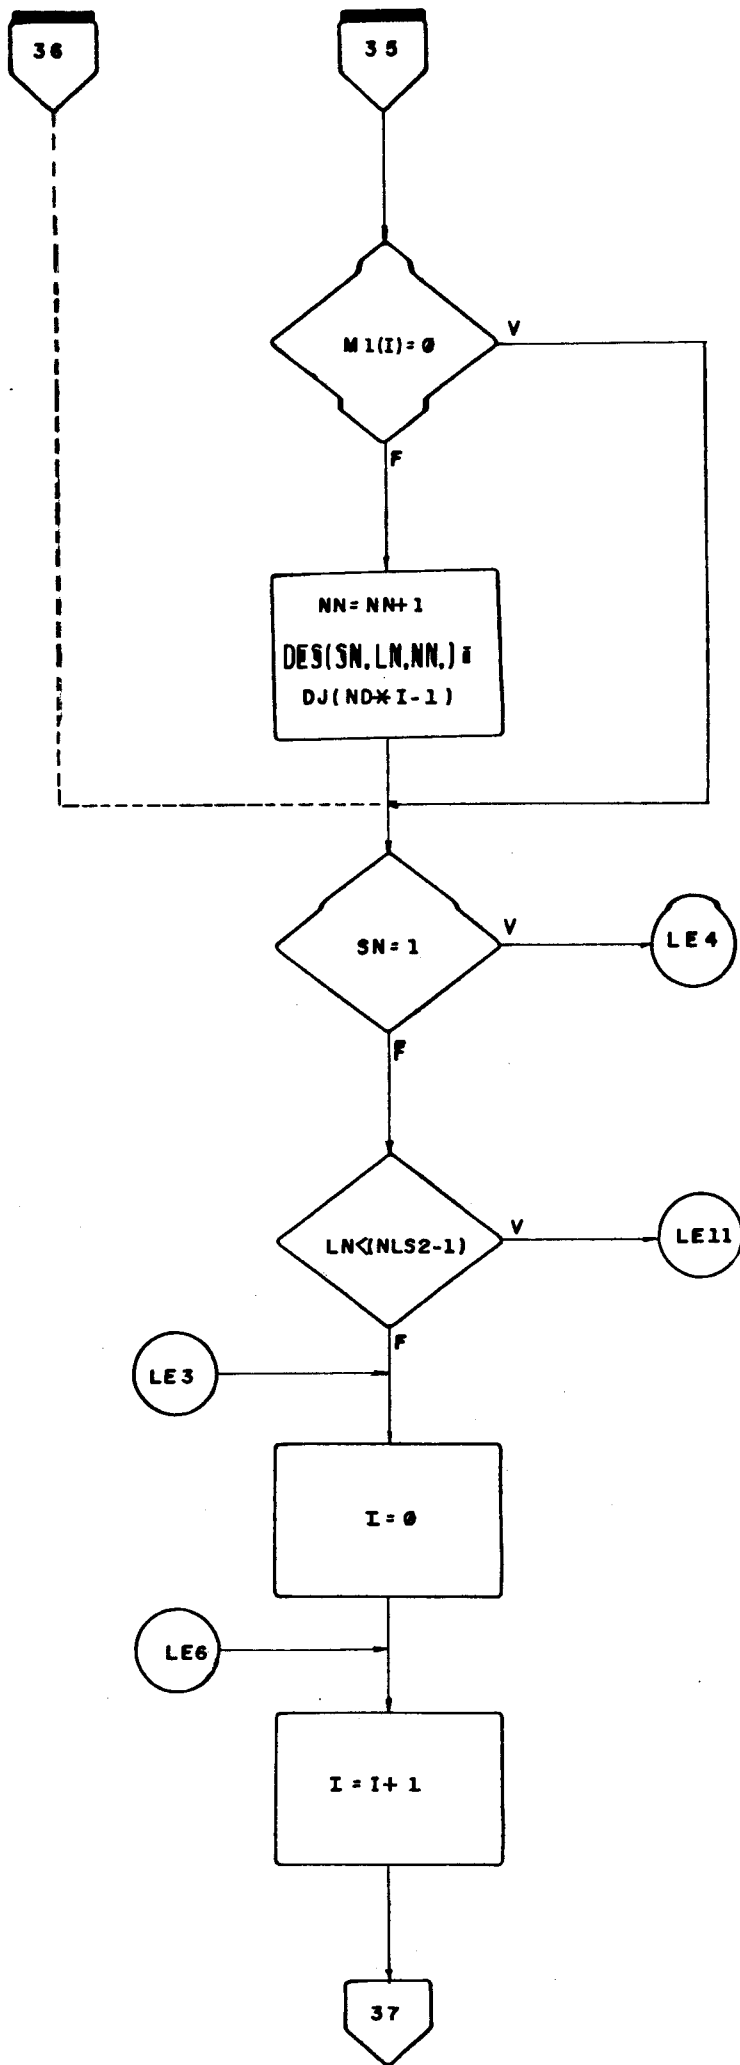 36
35
M1(I)=0
V
F
NN=NN+1
DES(SN,LN,NN,)=
DJ(ND*I-1)
SN=1
V
LE4
F
LN<(NLS2-1)
V
LE11
F
LE3
I=0
LE6
I=I+1
37